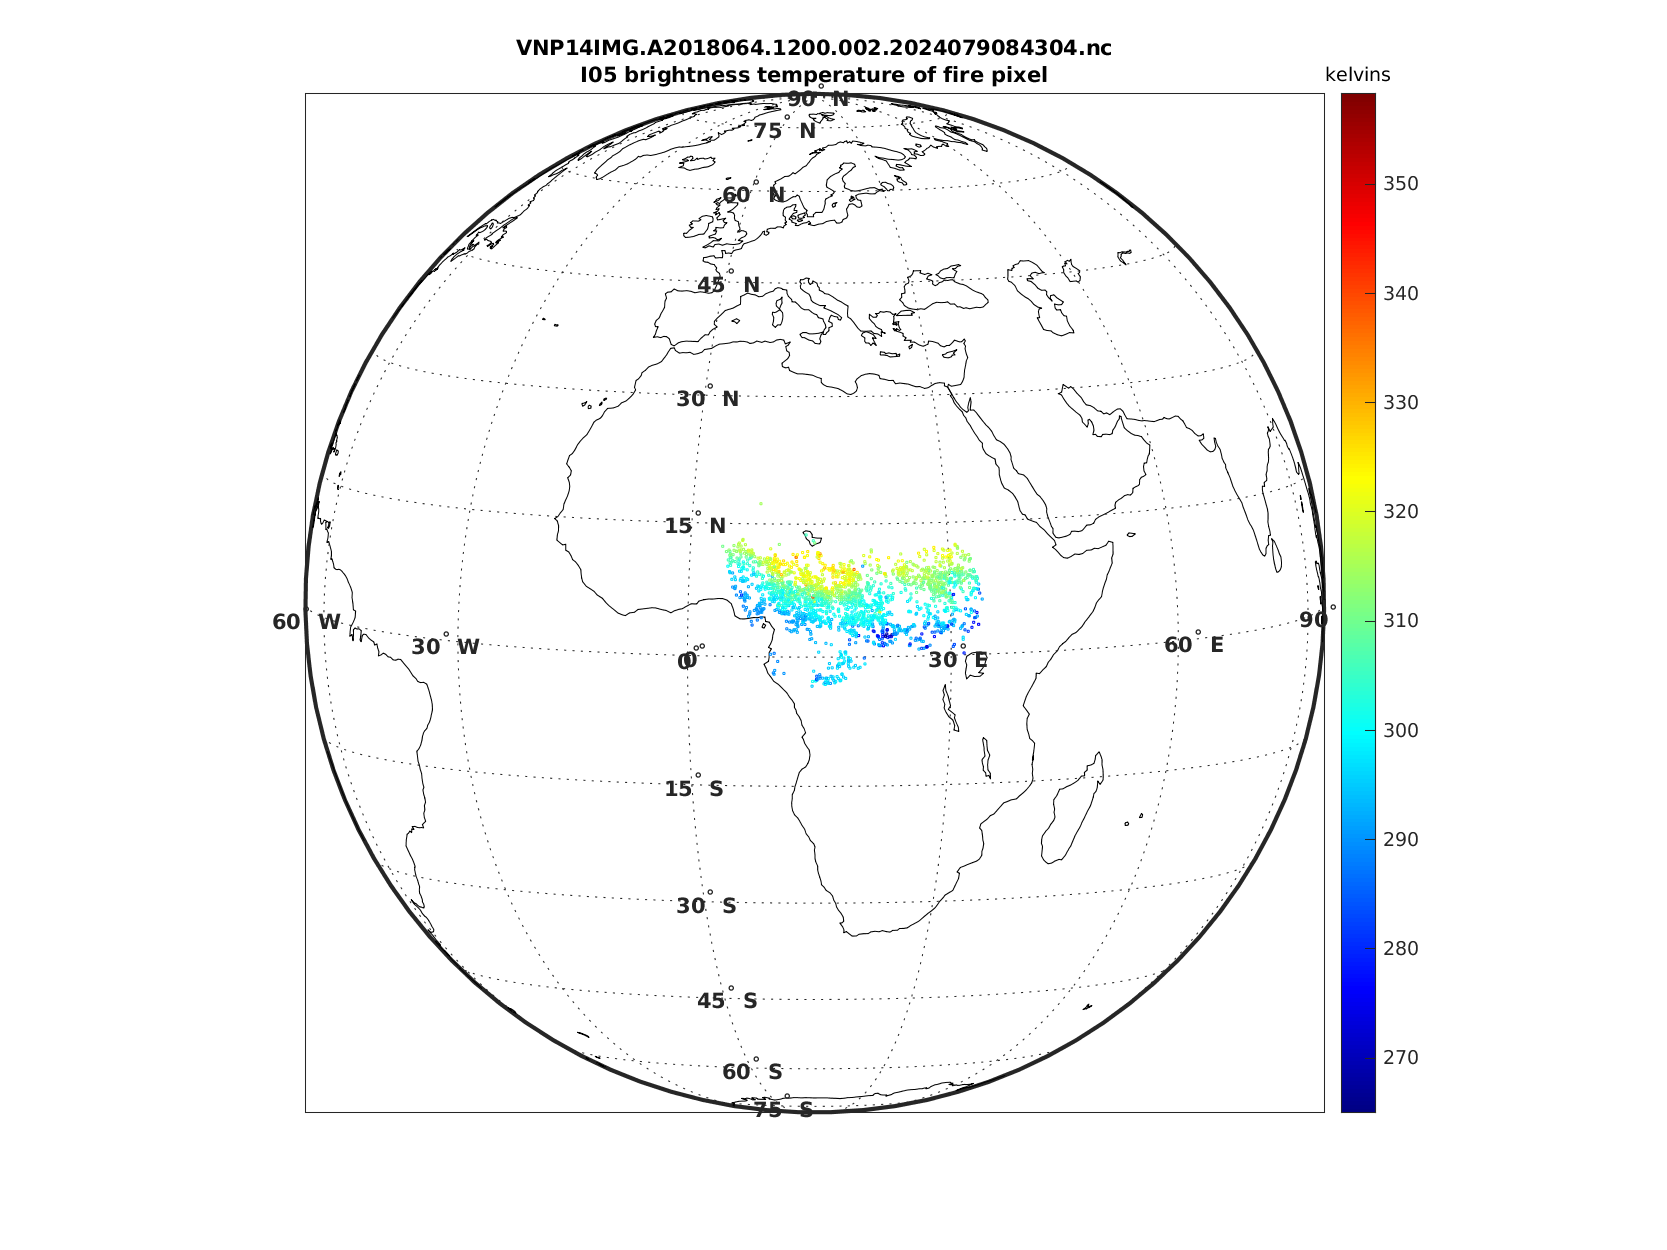 VNP14IMG.A2018064.1200.002.2024079084304.nc
I05 brightness temperature of fire pixel
kelvins
90° N
75° N
60° N
45° N
30° N
15° N
60° W
30° W
0°
0°
30° E
60° E
90°
15° S
30° S
45° S
60° S
75° S
350
340
330
320
310
300
290
280
270